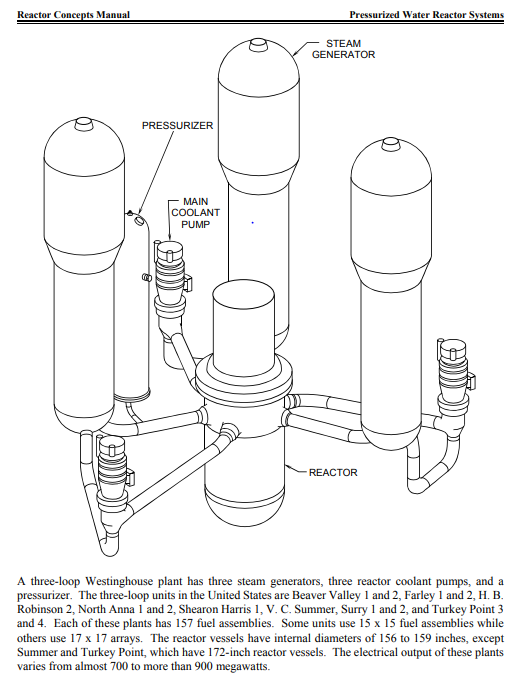 Reactor Concepts Manual Pressurized Water Reactor Systems
STEAM
GENERATOR
PRESSURIZER
MAIN
COOLANT
PUMP
REACTOR
A three-loop Westinghouse plant has three steam generators, three reactor coolant pumps, and a
pressurizer. The three-loop units in the United States are Beaver Valley 1 and 2, Farley 1 and 2, H. B.
Robinson 2, North Anna 1 and 2, Shearon Harris 1, V. C. Summer, Surry 1 and 2, and Turkey Point 3
and 4. Each of these plants has 157 fuel assemblies. Some units use 15 x 15 fuel assemblies while
others use 17 x 17 arrays. The reactor vessels have internal diameters of 156 to 159 inches, except
Summer and Turkey Point, which have 172-inch reactor vessels. The electrical output of these plants
varies from almost 700 to more than 900 megawatts.